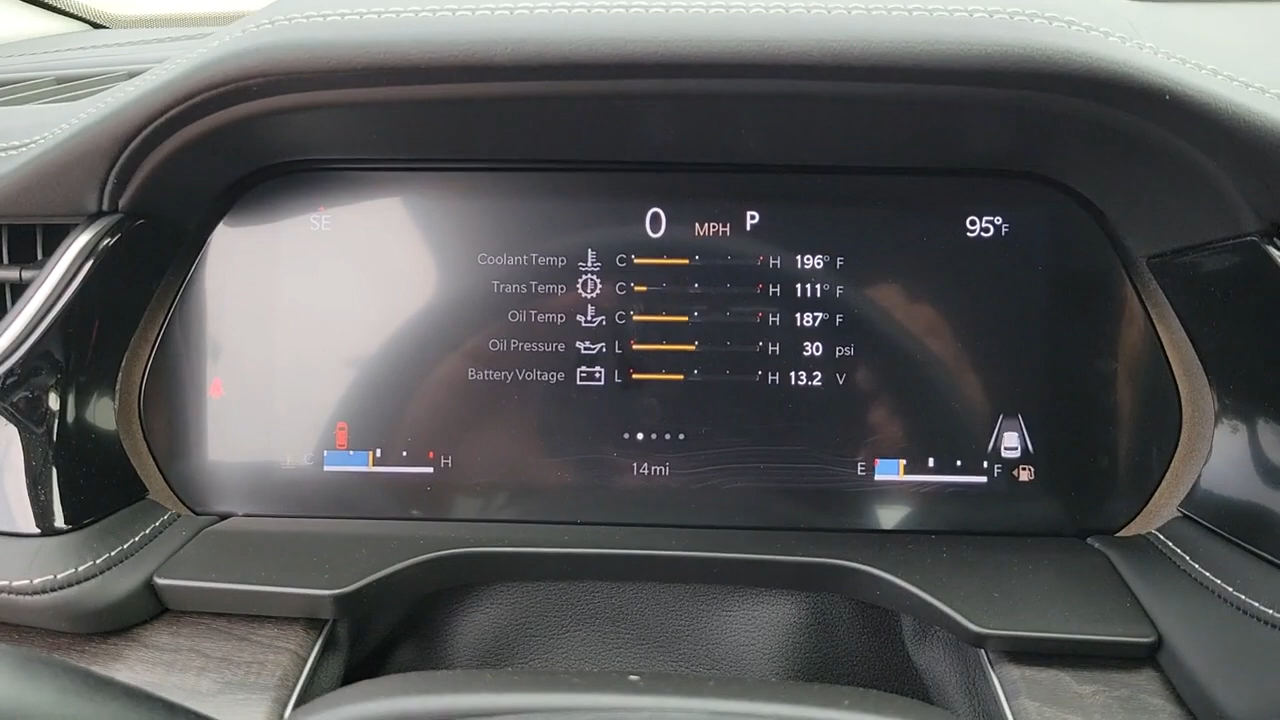 SE 0 MPH P 95°F
Coolant Temp C H 196° F
Trans Temp C H 111° F
Oil Temp C H 187° F
Oil Pressure L H 30 psi
Battery Voltage L H 13.2 V
C H 14mi E F